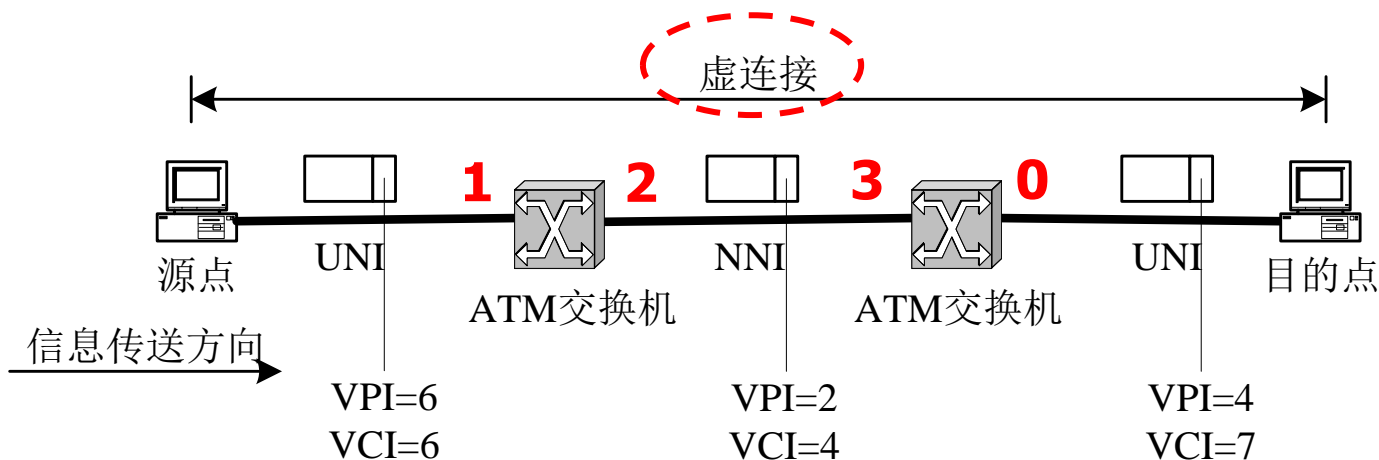 虚连接
1 2 3 0
UNI NNI UNI
源点 目的点
ATM交换机 ATM交换机
信息传送方向
VPI=6 VPI=2 VPI=4
VCI=6 VCI=4 VCI=7